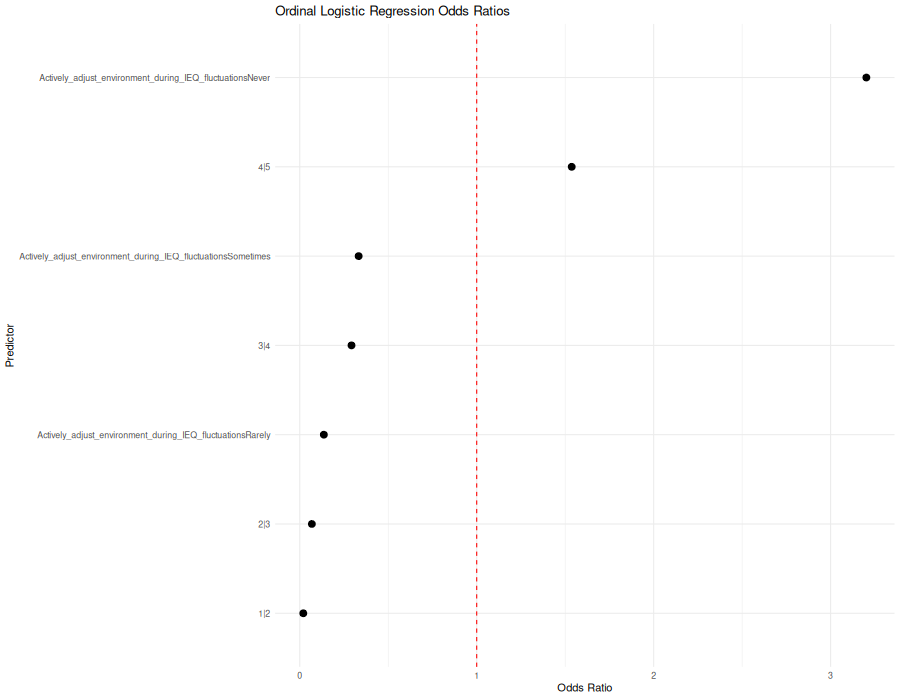 Ordinal Logistic Regression Odds Ratios
Actively_adjust_environment_during_IEQ_fluctuationsNever
4|5
Actively_adjust_environment_during_IEQ_fluctuationsSometimes
3|4
Predictor
Actively_adjust_environment_during_IEQ_fluctuationsRarely
2|3
1|2
0 1 2 3
Odds Ratio